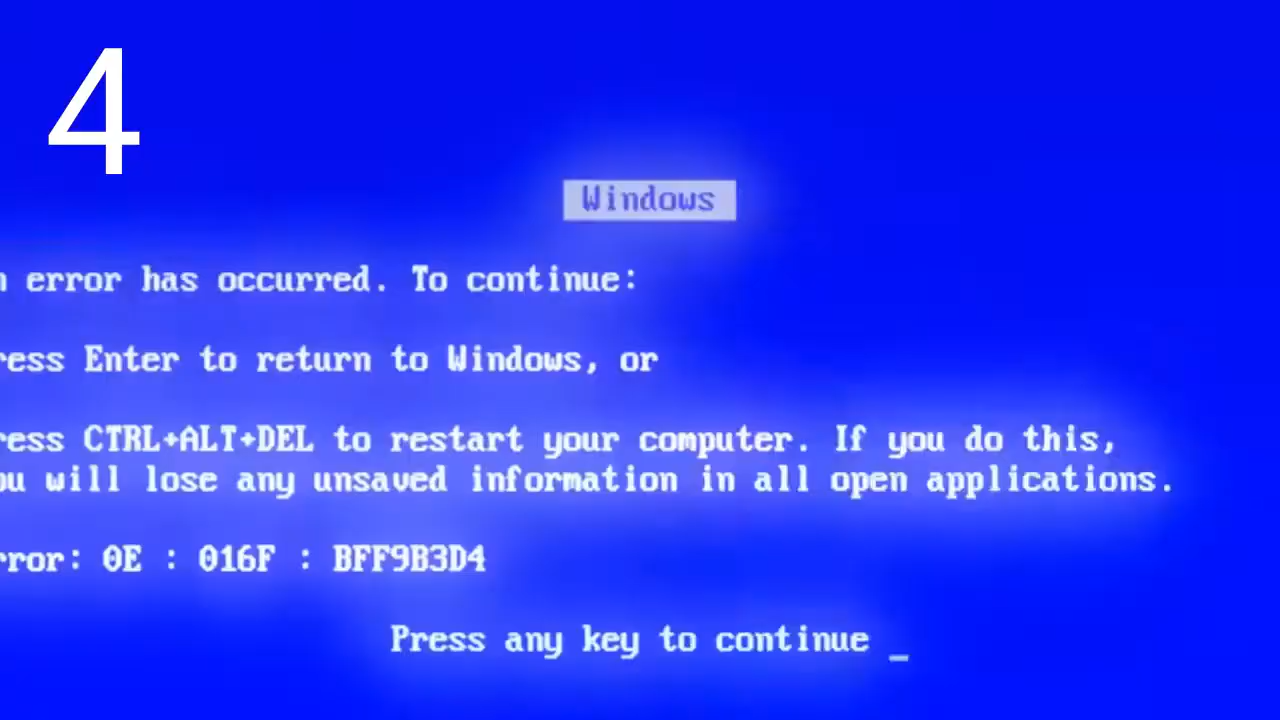 4
Windows
n error has occurred. To continue:
ress Enter to return to Windows, or
ress CTRL+ALT+DEL to restart your computer. If you do this,
ou will lose any unsaved information in all open applications.
rror: 0E : 016F : BFF9B3D4
Press any key to continue _